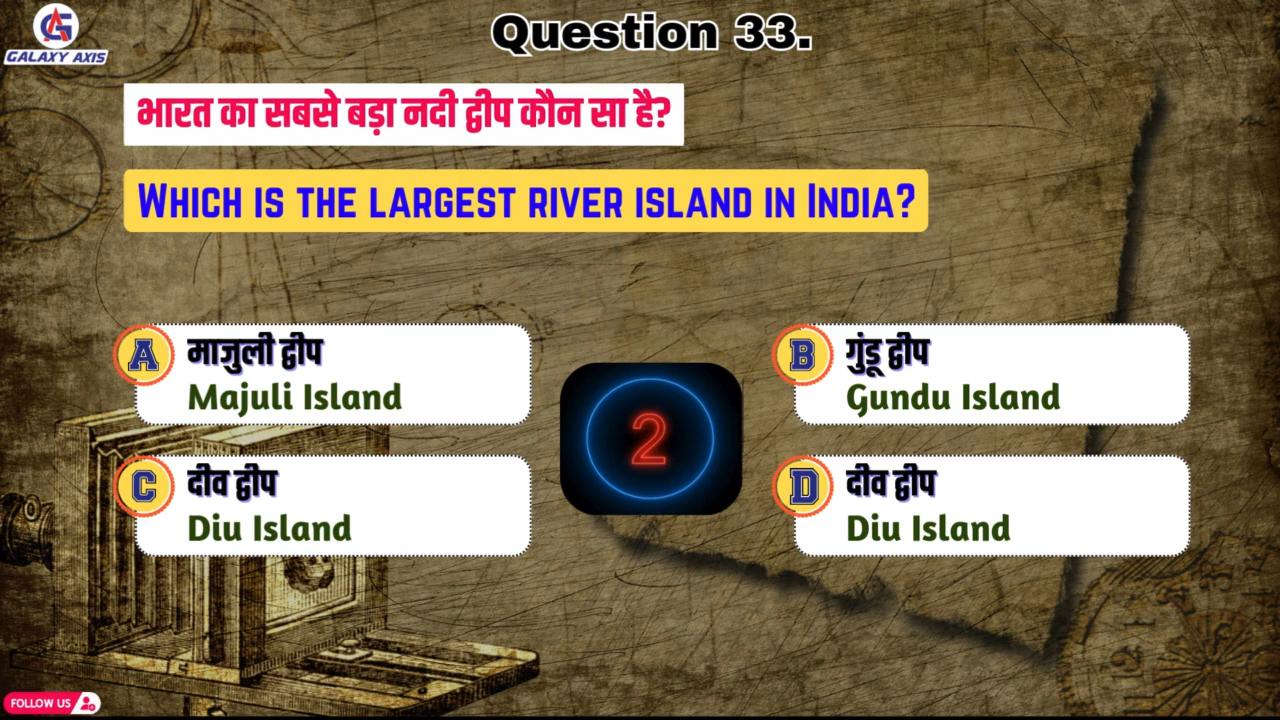 GALAXY AXIS
Question 33.
भारत का सबसे बड़ा नदी द्वीप कौन सा है?
WHICH IS THE LARGEST RIVER ISLAND IN INDIA?
A
माजुली द्वीप
Majuli Island
B
गुंडू द्वीप
Gundu Island
2
C
दीव द्वीप
Diu Island
D
दीव द्वीप
Diu Island
FOLLOW US